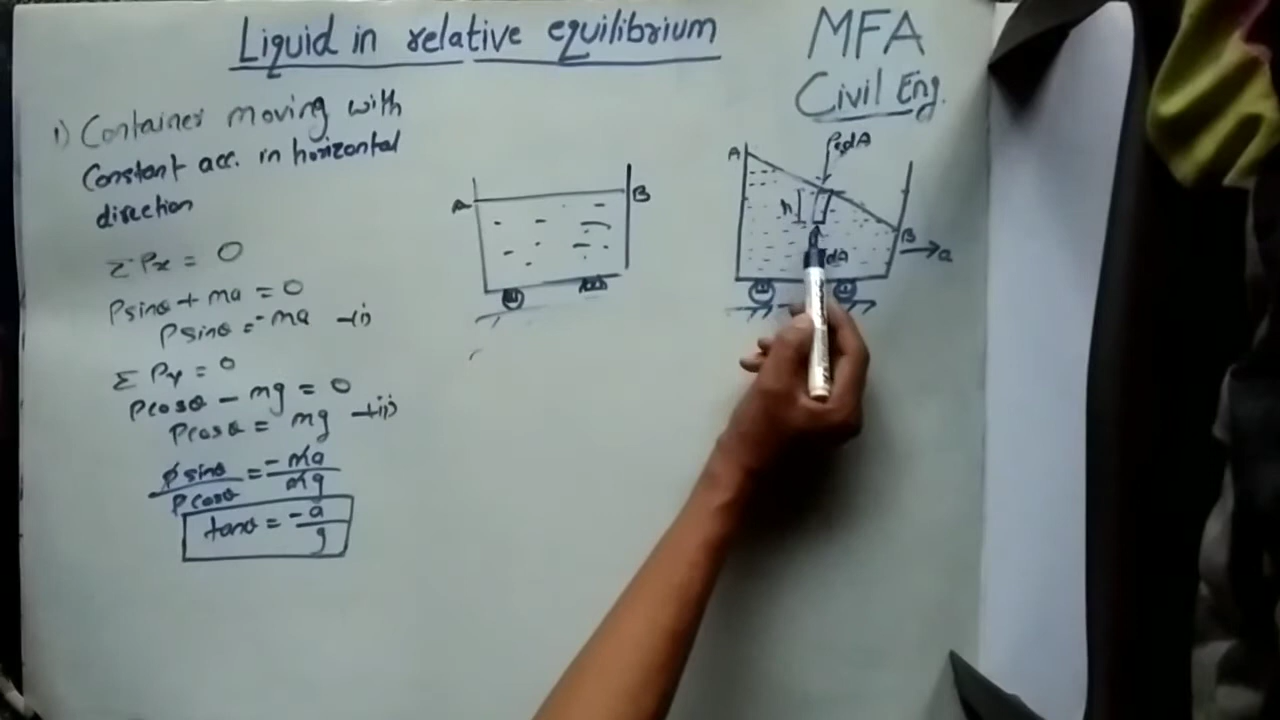 Liquid in relative equilibrium
MFA
Civil Eng.
1) Container moving with
Constant acc. in horizontal
direction
ΣPx = 0
Psinθ + ma = 0
Psinθ = -ma -(i)
ΣPy = 0
Pcosθ - mg = 0
Pcosθ = mg -(ii)
Psinθ/Pcosθ = -ma/mg
tanθ = -a/g
A
B
A
dA
h
B
a
dA